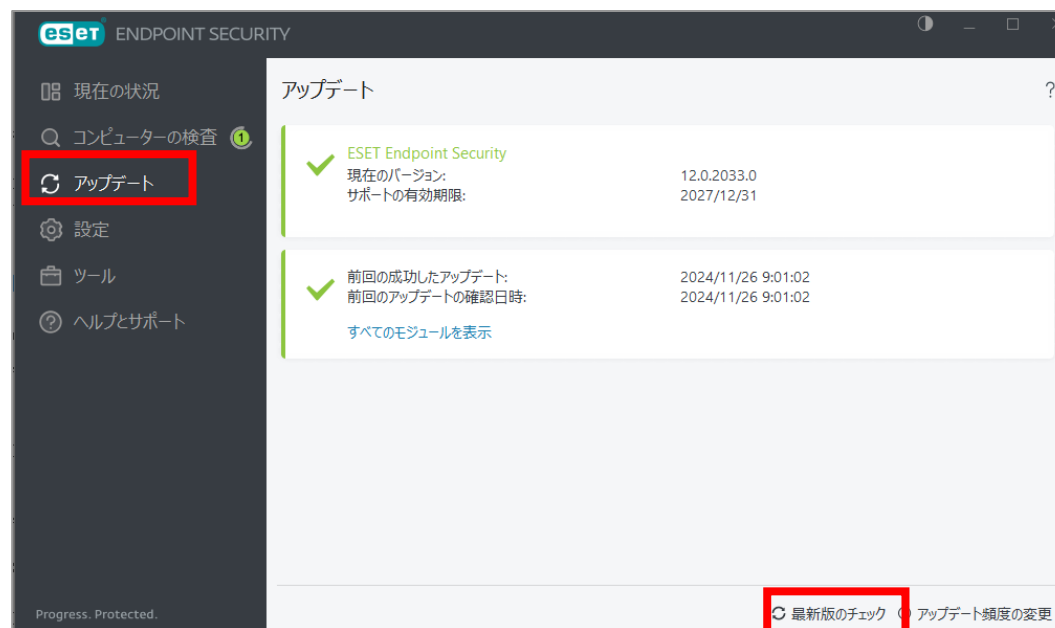 eset ENDPOINT SECURITY
現在の状況
コンピューターの検査 1
アップデート
設定
ツール
ヘルプとサポート
Progress. Protected.
アップデート
?
ESET Endpoint Security
現在のバージョン: 12.0.2033.0
サポートの有効期限: 2027/12/31
前回の成功したアップデート: 2024/11/26 9:01:02
前回のアップデートの確認日時: 2024/11/26 9:01:02
すべてのモジュールを表示
最新版のチェック アップデート頻度の変更